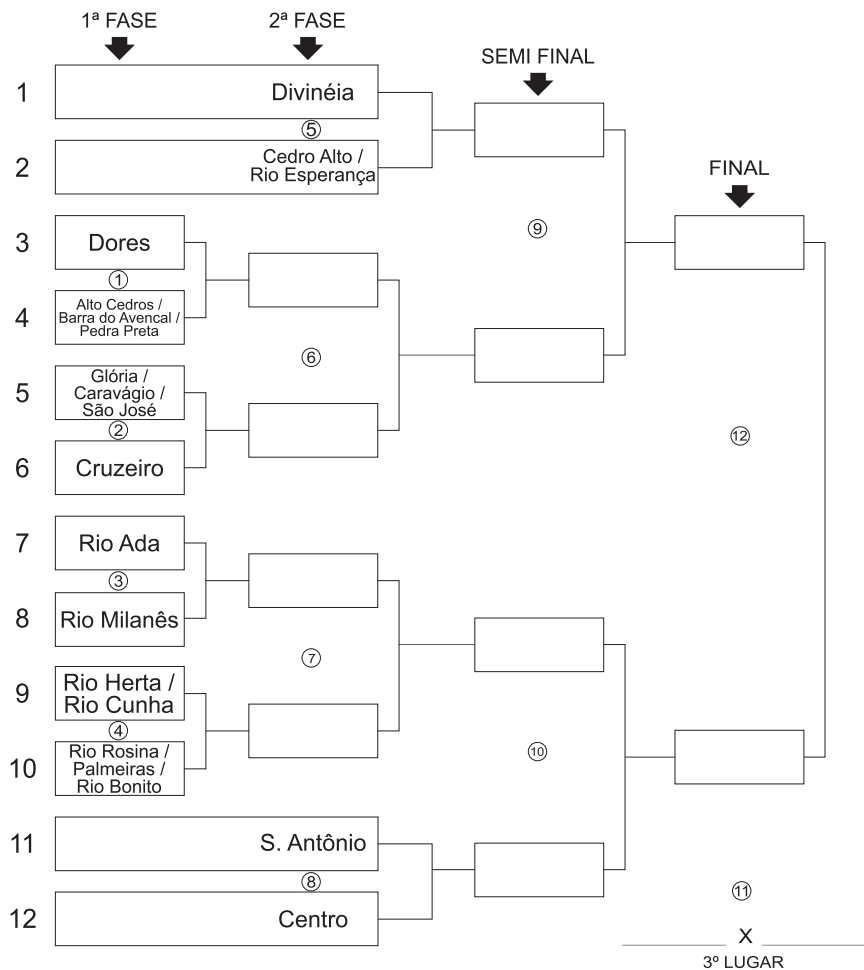 1ª FASE
2ª FASE
SEMI FINAL
FINAL
1
Divinéia
⑤
2
Cedro Alto /
Rio Esperança
⑨
3
Dores
①
4
Alto Cedros /
Barra do Avencal /
Pedra Preta
⑥
5
Glória /
Caravágio /
São José
②
6
Cruzeiro
⑫
7
Rio Ada
③
8
Rio Milanês
⑦
9
Rio Herta /
Rio Cunha
④
10
Rio Rosina /
Palmeiras /
Rio Bonito
⑩
11
S. Antônio
⑧
12
Centro
⑪
X
3º LUGAR